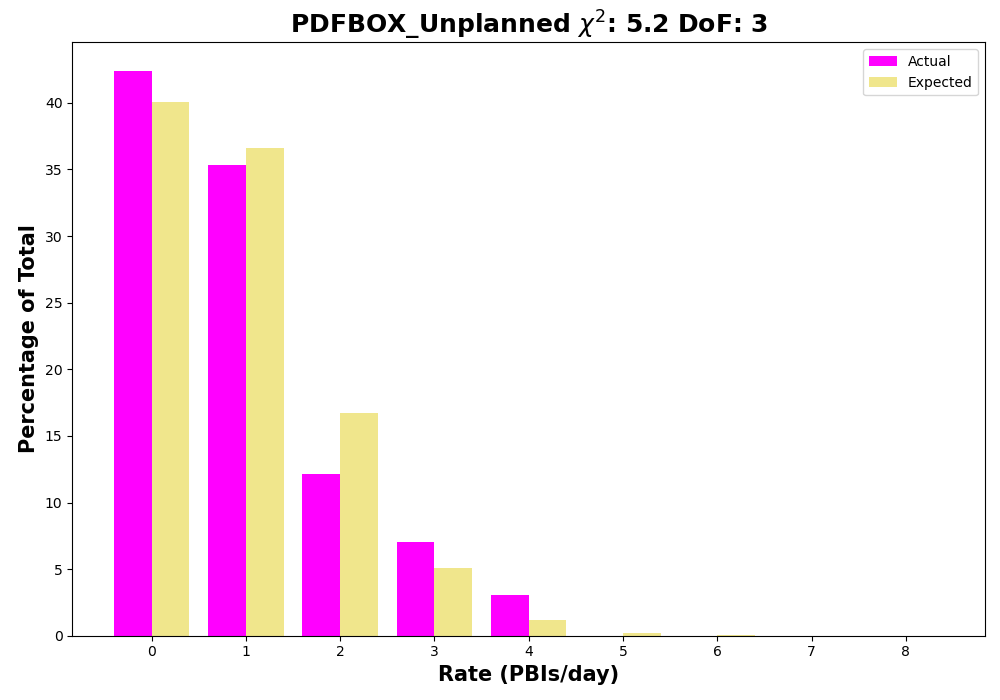 PDFBOX_Unplanned χ²: 5.2 DoF: 3
Actual
Expected
Percentage of Total
40
35
30
25
20
15
10
5
0
0 1 2 3 4 5 6 7 8
Rate (PBIs/day)